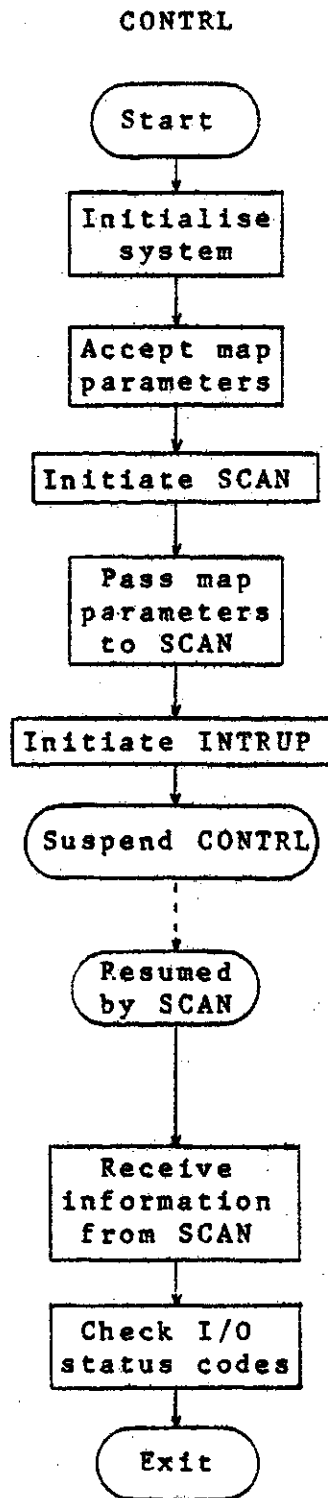 CONTRL
Start
Initialise
system
Accept map
parameters
Initiate SCAN
Pass map
parameters
to SCAN
Initiate INTRUP
Suspend CONTRL
Resumed
by SCAN
Receive
information
from SCAN
Check I/O
status codes
Exit